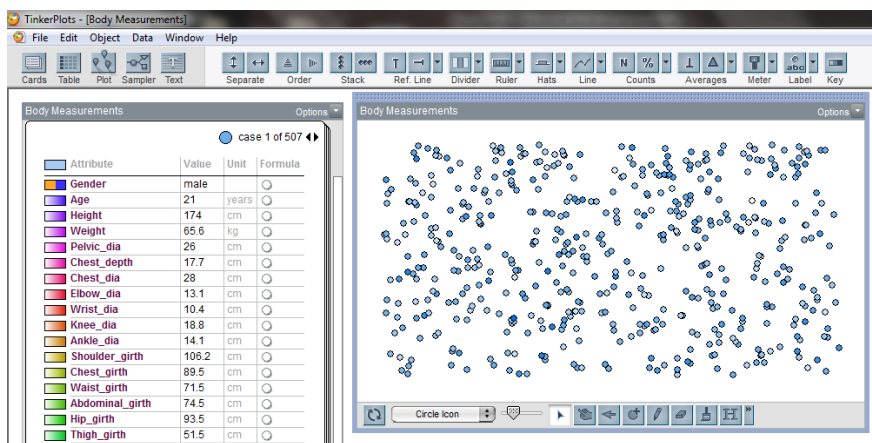 TinkerPlots - [Body Measurements]
File Edit Object Data Window Help
Cards Table Plot Sampler Text Separate Order Stack Ref. Line Divider Ruler Hats Line Counts Averages Meter Label Key
Body Measurements Options
case 1 of 507
Attribute Value Unit Formula
Gender male
Age 21 years
Height 174 cm
Weight 65.6 kg
Pelvic_dia 26 cm
Chest_depth 17.7 cm
Chest_dia 28 cm
Elbow_dia 13.1 cm
Wrist_dia 10.4 cm
Knee_dia 18.8 cm
Ankle_dia 14.1 cm
Shoulder_girth 106.2 cm
Chest_girth 89.5 cm
Waist_girth 71.5 cm
Abdominal_girth 74.5 cm
Hip_girth 93.5 cm
Thigh_girth 51.5 cm
Body Measurements Options
Circle Icon